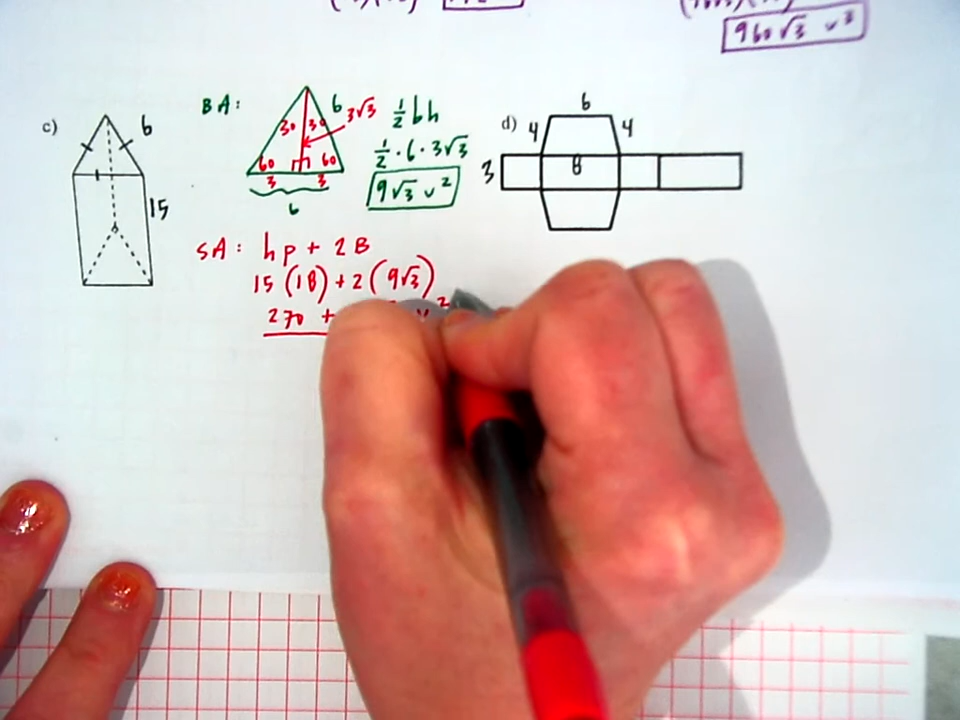 960√3 u³
c)
6
15
BA:
6
30 30
3√3
60 60
3 3
6
½bh
½ · 6 · 3√3
9√3 u²
SA: hp + 2B
15 (18) + 2 (9√3)
270 +
d)
6
4 4
3 8